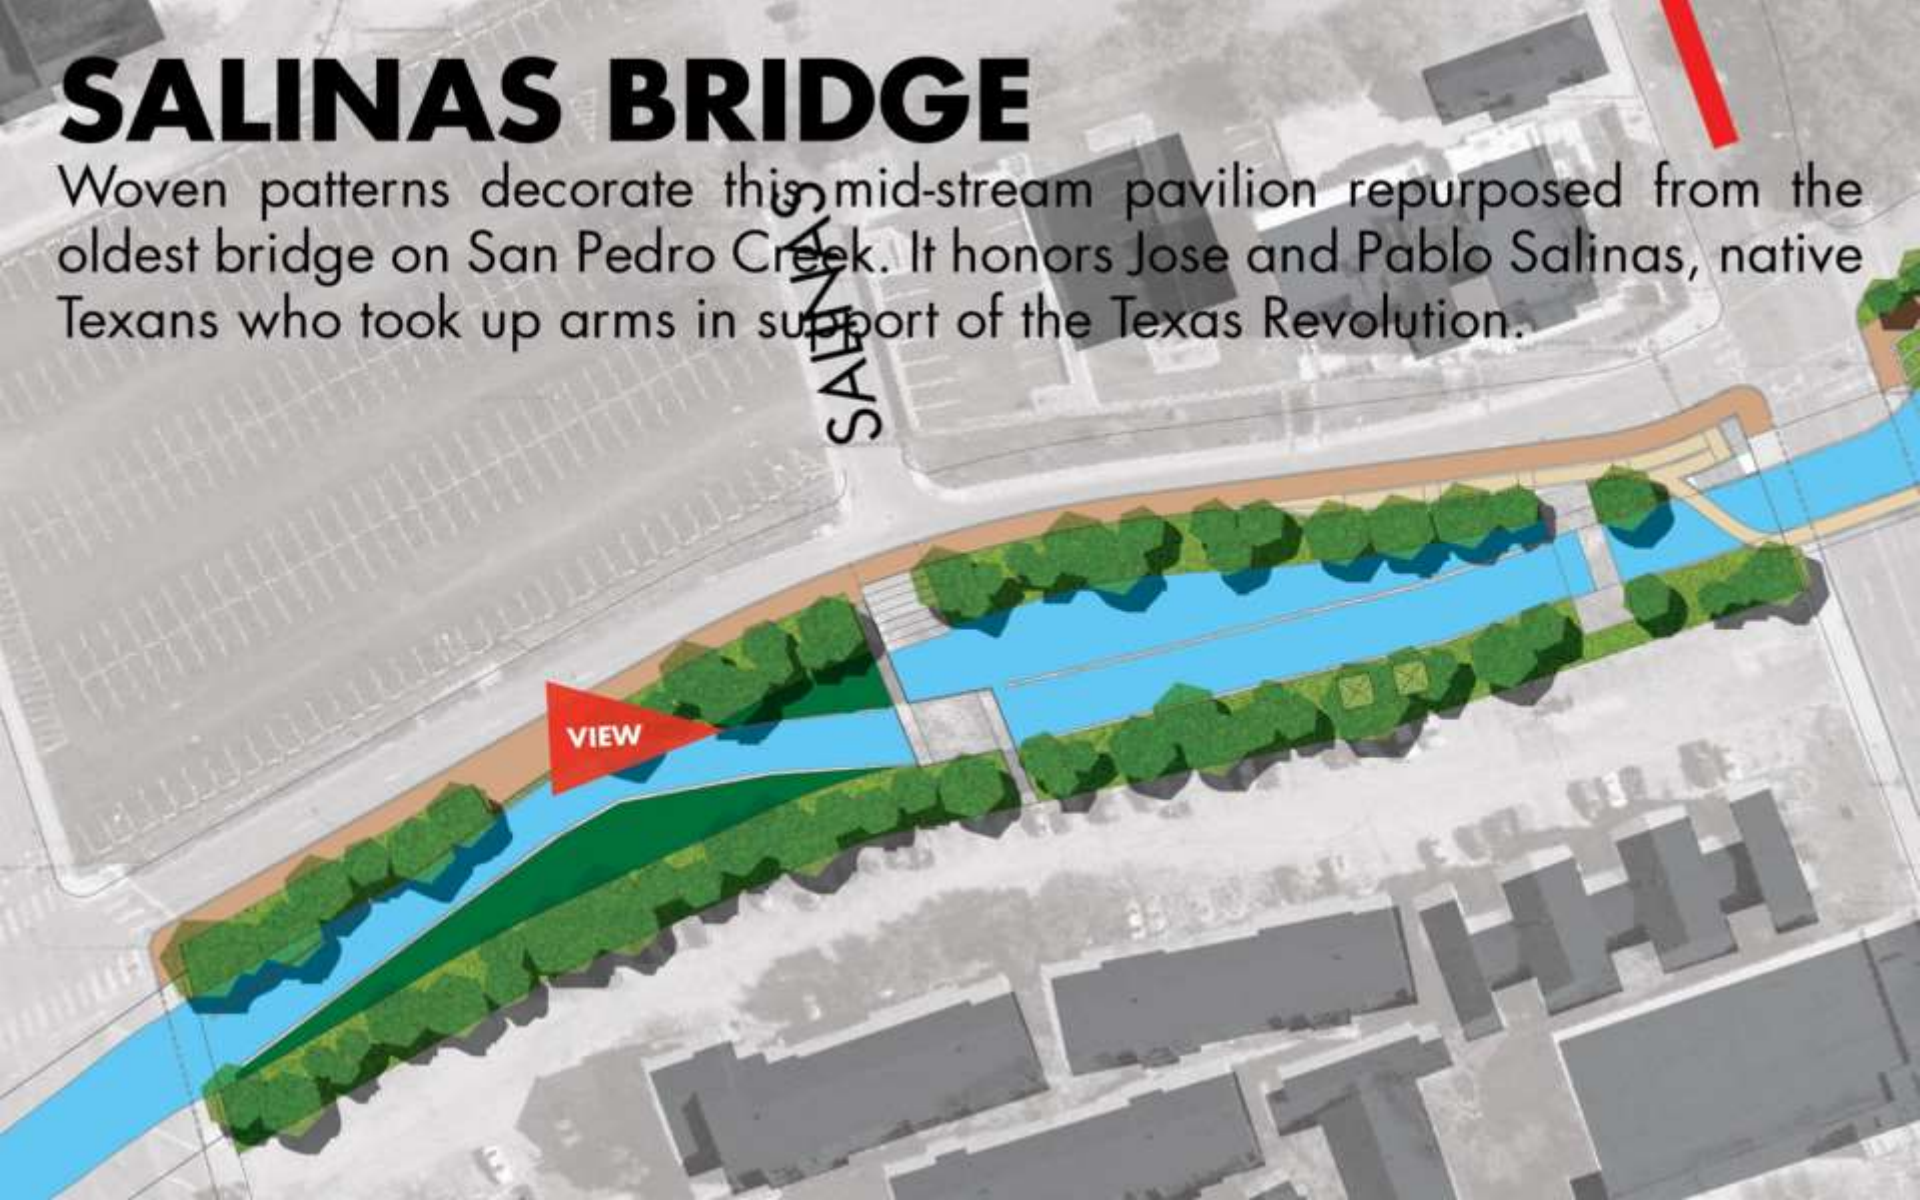 SALINAS BRIDGE
Woven patterns decorate this mid-stream pavilion repurposed from the
oldest bridge on San Pedro Creek. It honors Jose and Pablo Salinas, native
Texans who took up arms in support of the Texas Revolution.
SALINAS
VIEW